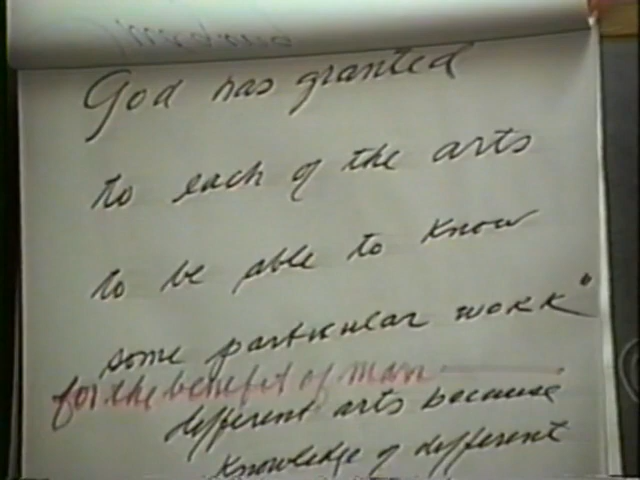 God has granted
to each of the arts
to be able to know
some particular work"
for the benefit of man
different arts because
knowledge of different